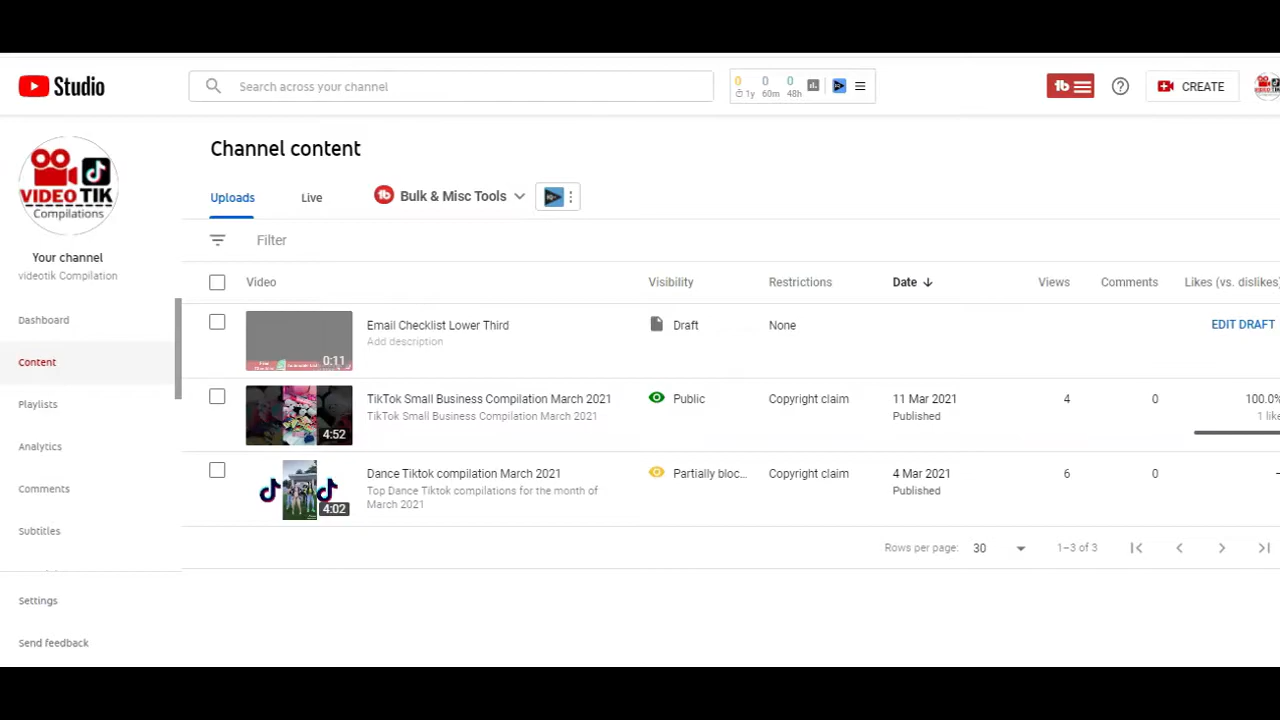 Studio
Search across your channel
0 0 0
1y 60m 48h
CREATE
VIDEO TIK
Compilations
Your channel
videotik Compilation
Dashboard
Content
Playlists
Analytics
Comments
Subtitles
Settings
Send feedback
Channel content
Uploads Live Bulk & Misc Tools
Filter
Video Visibility Restrictions Date Views Comments Likes (vs. dislikes)
0:11
Email Checklist Lower Third
Add description
Draft
None
EDIT DRAFT
4:52
TikTok Small Business Compilation March 2021
TikTok Small Business Compilation March 2021
Public
Copyright claim
11 Mar 2021
Published
4
0
100.0%
1 like
4:02
Dance Tiktok compilation March 2021
Top Dance Tiktok compilations for the month of
March 2021
Partially bloc...
Copyright claim
4 Mar 2021
Published
6
0
Rows per page: 30 1–3 of 3